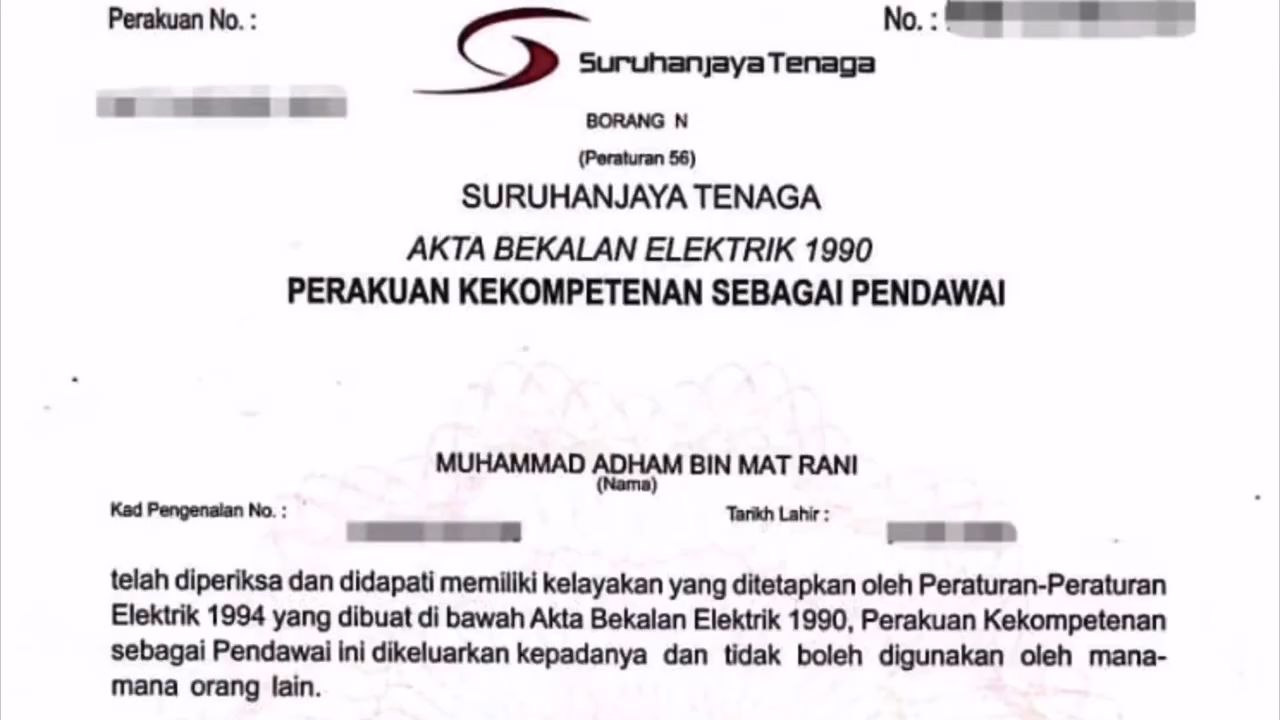 Perakuan No. :
No. :
Suruhanjaya Tenaga
BORANG N
(Peraturan 56)
SURUHANJAYA TENAGA
AKTA BEKALAN ELEKTRIK 1990
PERAKUAN KEKOMPETENAN SEBAGAI PENDAWAI
MUHAMMAD ADHAM BIN MAT RANI
(Nama)
Kad Pengenalan No. :
Tarikh Lahir :
telah diperiksa dan didapati memiliki kelayakan yang ditetapkan oleh Peraturan-Peraturan
Elektrik 1994 yang dibuat di bawah Akta Bekalan Elektrik 1990, Perakuan Kekompetenan
sebagai Pendawai ini dikeluarkan kepadanya dan tidak boleh digunakan oleh mana-
mana orang lain.